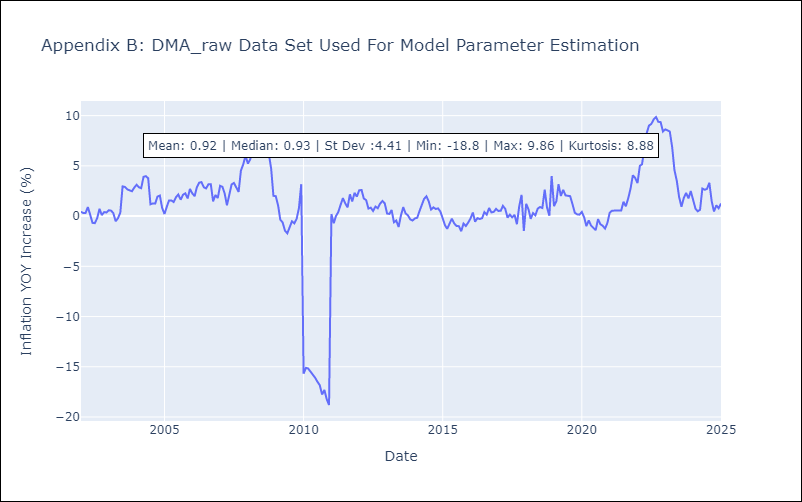 Appendix B: DMA_raw Data Set Used For Model Parameter Estimation
10
Mean: 0.92 | Median: 0.93 | St Dev :4.41 | Min: -18.8 | Max: 9.86 | Kurtosis: 8.88
5
0
−5
−10
−15
−20
Inflation YOY Increase (%)
2005 2010 2015 2020 2025
Date